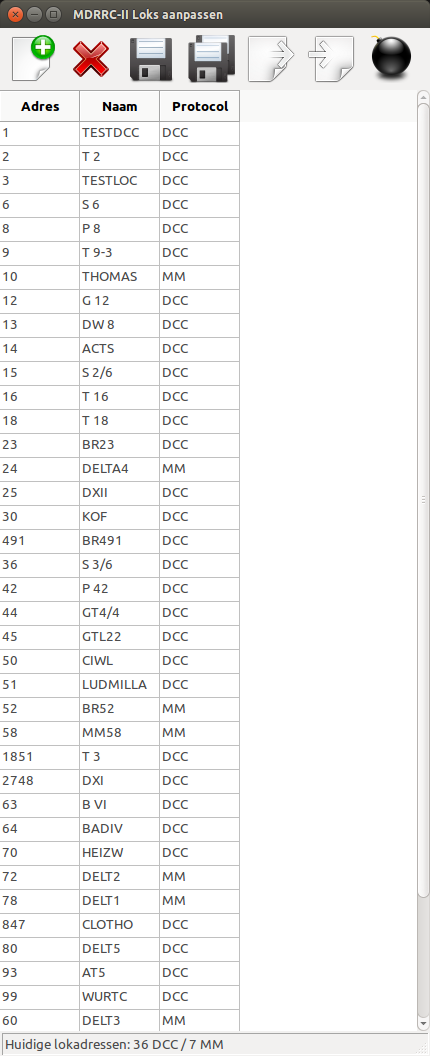 MDRRC-II Loks aanpassen
Adres Naam Protocol
1 TESTDCC DCC
2 T 2 DCC
3 TESTLOC DCC
6 S 6 DCC
8 P 8 DCC
9 T 9-3 DCC
10 THOMAS MM
12 G 12 DCC
13 DW 8 DCC
14 ACTS DCC
15 S 2/6 DCC
16 T 16 DCC
18 T 18 DCC
23 BR23 DCC
24 DELTA4 MM
25 DXII DCC
30 KOF DCC
491 BR491 DCC
36 S 3/6 DCC
42 P 42 DCC
44 GT4/4 DCC
45 GTL22 DCC
50 CIWL DCC
51 LUDMILLA DCC
52 BR52 MM
58 MM58 MM
1851 T 3 DCC
2748 DXI DCC
63 B VI DCC
64 BADIV DCC
70 HEIZW DCC
72 DELT2 MM
78 DELT1 MM
847 CLOTHO DCC
80 DELT5 DCC
93 AT5 DCC
99 WURTC DCC
60 DELT3 MM
Huidige lokadressen: 36 DCC / 7 MM